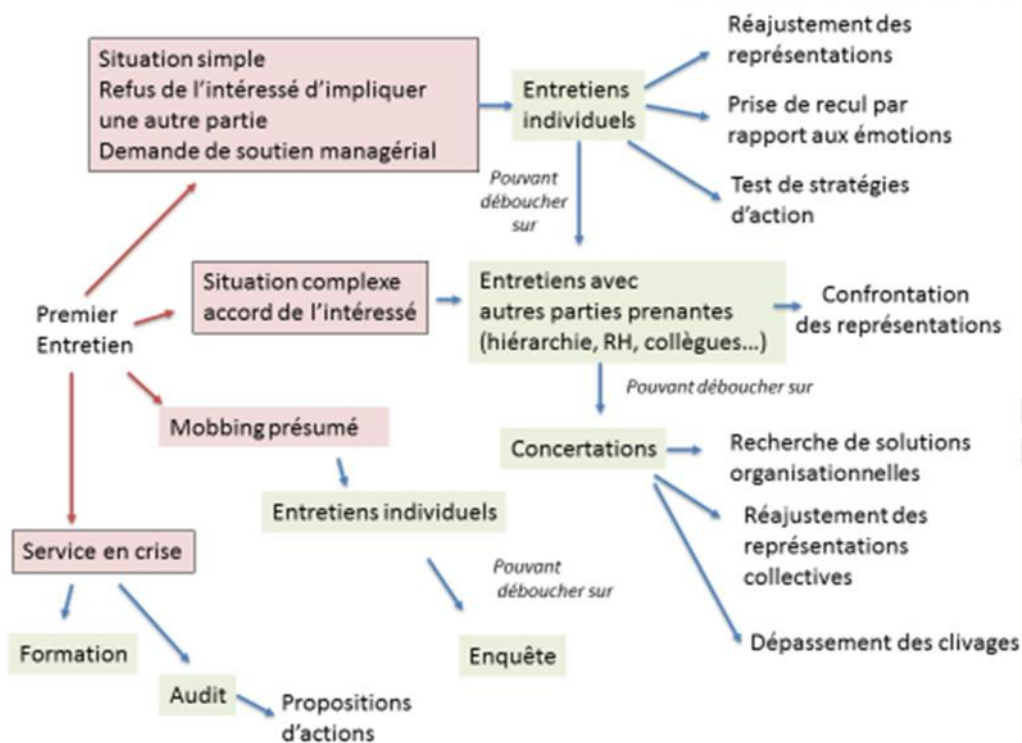 Situation simple
Refus de l'intéressé d'impliquer
une autre partie
Demande de soutien managérial
Entretiens
individuels
Réajustement des
représentations
Prise de recul par
rapport aux émotions
Test de stratégies
d'action
Pouvant
déboucher
sur
Premier
Entretien
Situation complexe
accord de l'intéressé
Entretiens avec
autres parties prenantes
(hiérarchie, RH, collègues...)
Confrontation
des représentations
Pouvant déboucher sur
Mobbing présumé
Concertations
Recherche de solutions
organisationnelles
Réajustement des
représentations
collectives
Dépassement des clivages
Entretiens individuels
Pouvant
déboucher sur
Enquête
Service en crise
Formation
Audit
Propositions
d'actions